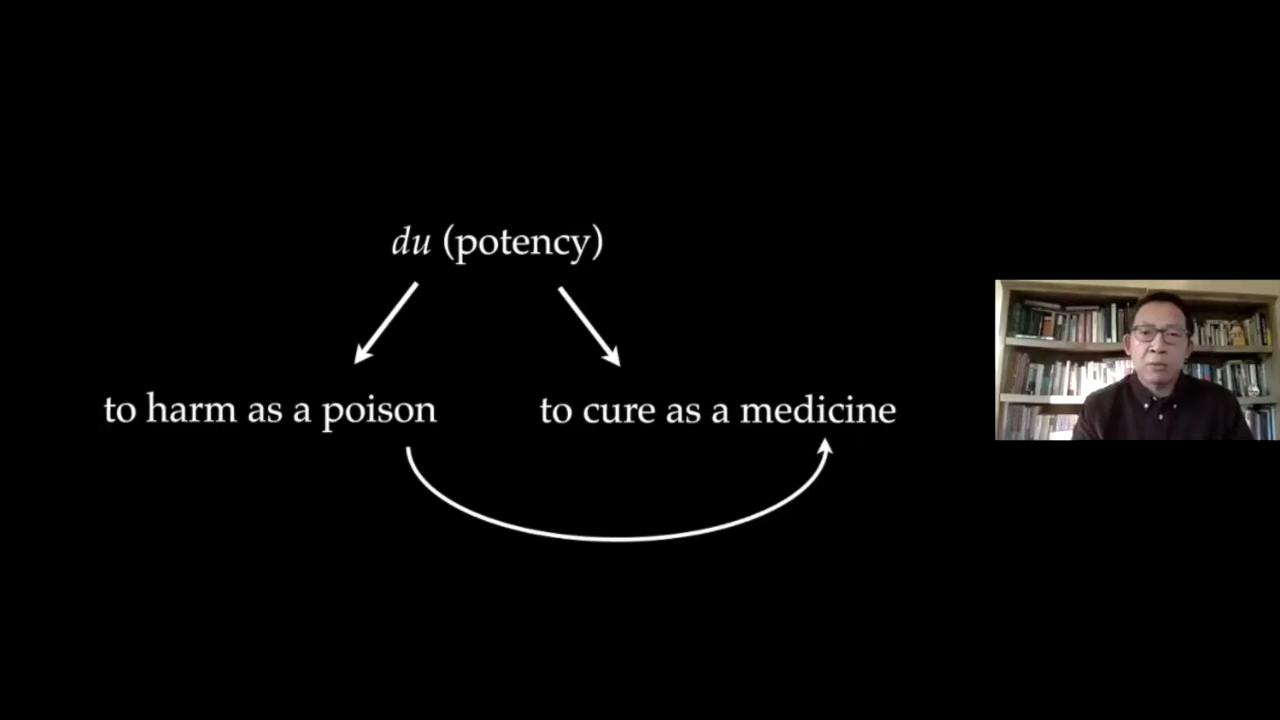 du (potency)
to harm as a poison
to cure as a medicine